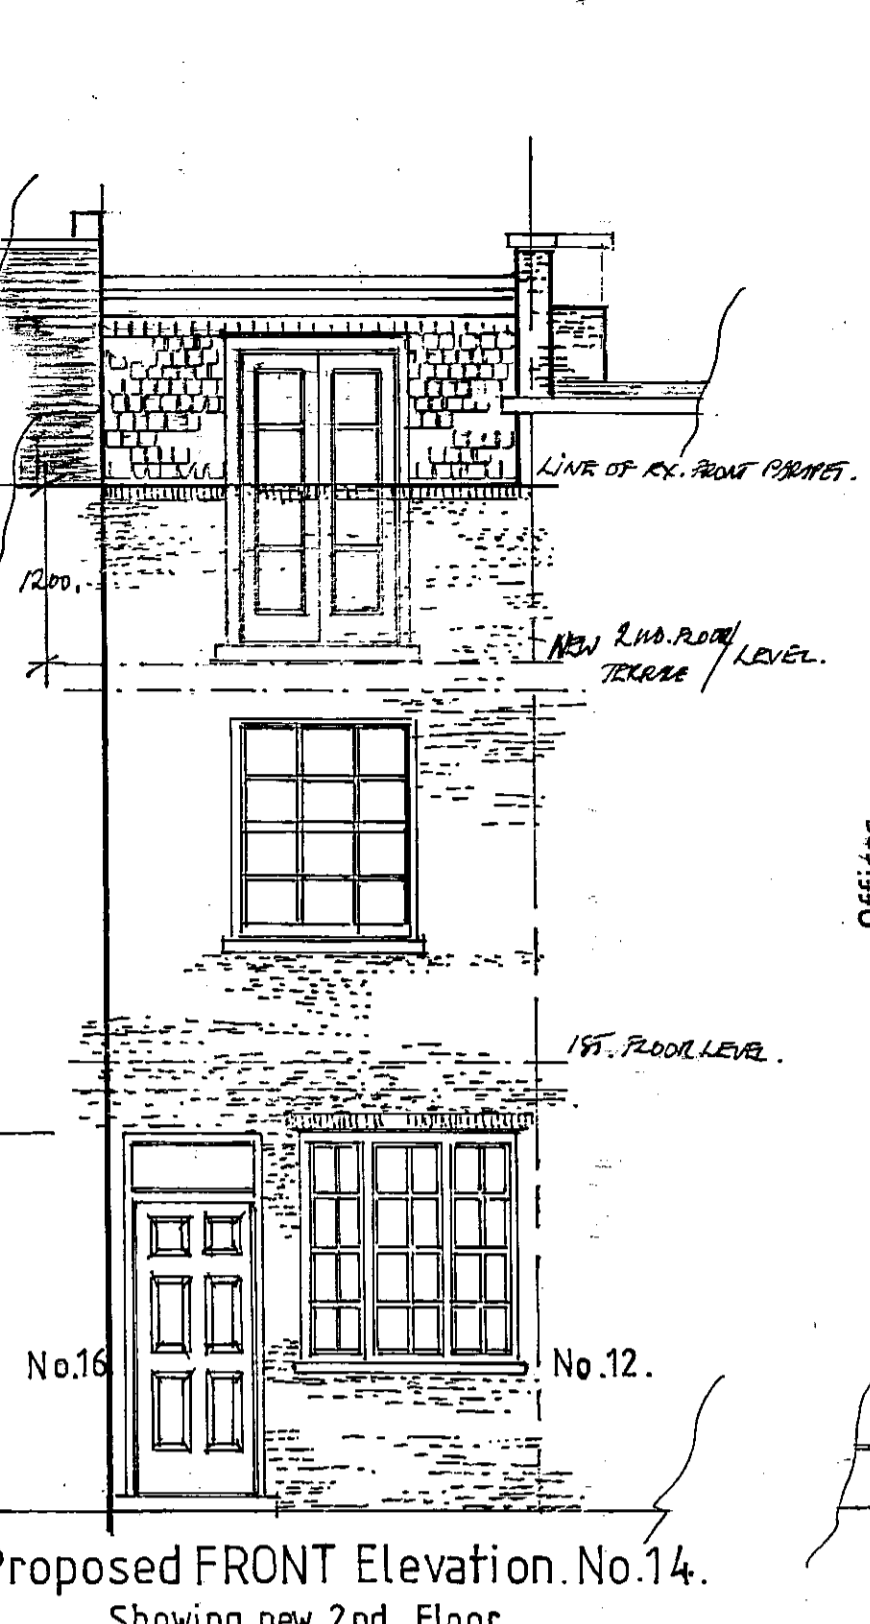 LINE OF EX. FRONT PARAPET.
1200.
NEW 2ND. FLOOR/
TERRACE / LEVEL.
1ST. FLOOR LEVEL.
No.16
No.12.
Proposed FRONT Elevation. No.14.
Showing new 2nd Floor